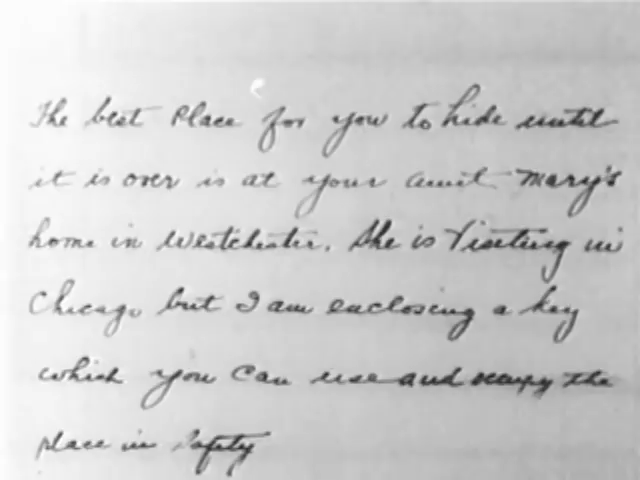 The best Place for you to hide until
it is over is at your aunt Mary's
home in Westchester. She is Visiting in
Chicago but I am enclosing a key
which you can use and occupy the
place in Safety